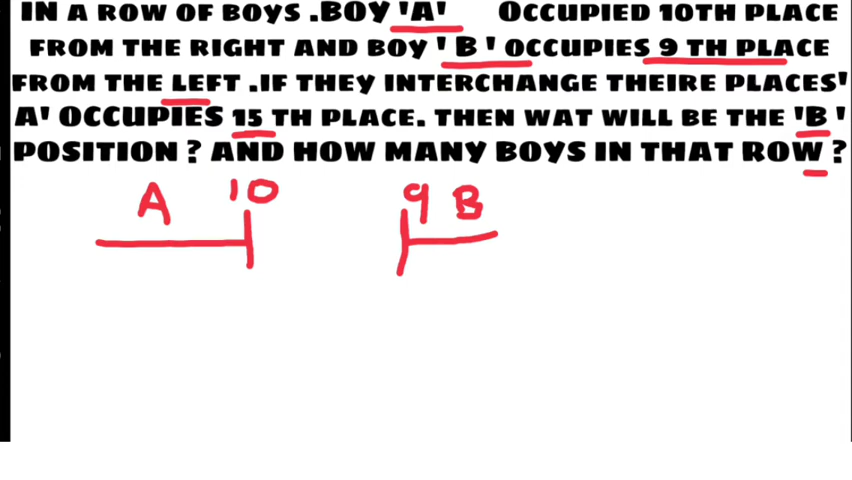 IN A ROW OF BOYS .BOY 'A' OCCUPIED 10TH PLACE
FROM THE RIGHT AND BOY ' B ' OCCUPIES 9 TH PLACE
FROM THE LEFT .IF THEY INTERCHANGE THEIRE PLACES'
A' OCCUPIES 15 TH PLACE. THEN WAT WILL BE THE 'B '
POSITION ? AND HOW MANY BOYS IN THAT ROW ?
A 10 9 B